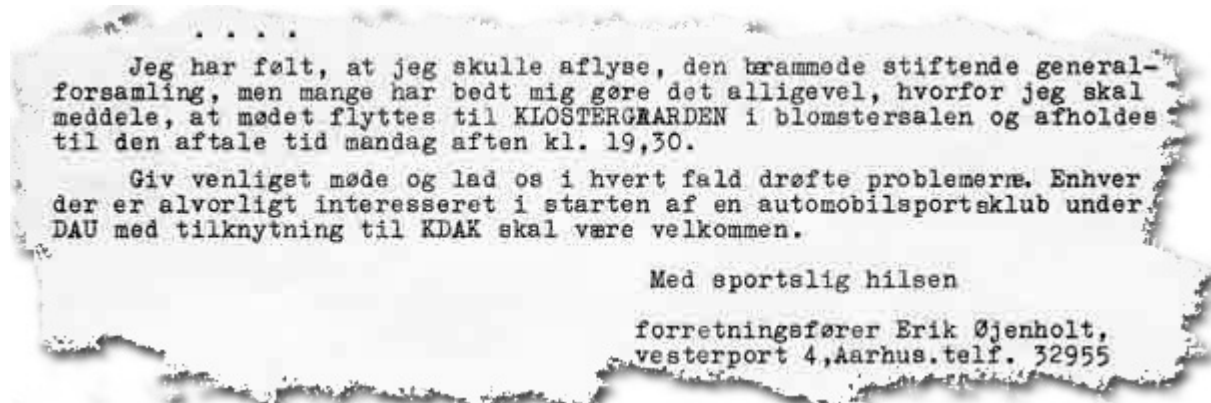 . . . .
Jeg har følt, at jeg skulle aflyse, den berammede stiftende general-
forsamling, men mange har bedt mig gøre det alligevel, hvorfor jeg skal
meddele, at mødet flyttes til KLOSTERGAARDEN i blomstersalen og afholdes
til den aftale tid mandag aften kl. 19,30.
Giv venligst møde og lad os i hvert fald drøfte problemerne. Enhver
der er alvorligt interesseret i starten af en automobilsportsklub under
DAU med tilknytning til KDAK skal være velkommen.
Med sportslig hilsen
forretningsfører Erik Øjenholt,
vesterport 4,Aarhus.telf. 32955